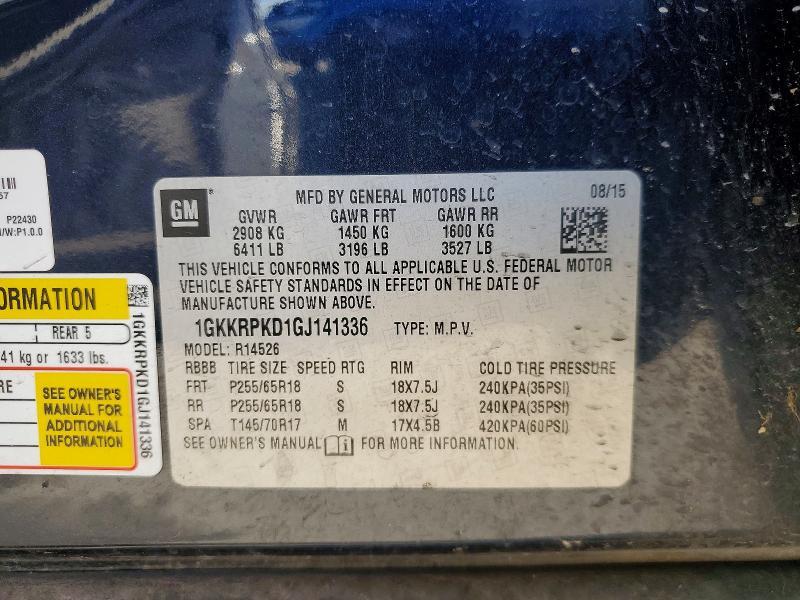 MFD BY GENERAL MOTORS LLC 08/15
GM
GVWR GAWR FRT GAWR RR
2908 KG 1450 KG 1600 KG
6411 LB 3196 LB 3527 LB
THIS VEHICLE CONFORMS TO ALL APPLICABLE U.S. FEDERAL MOTOR
VEHICLE SAFETY STANDARDS IN EFFECT ON THE DATE OF
MANUFACTURE SHOWN ABOVE.
1GKKRPKD1GJ141336 TYPE: M.P.V.
MODEL: R14526
RBBB TIRE SIZE SPEED RTG RIM COLD TIRE PRESSURE
FRT P255/65R18 S 18X7.5J 240KPA(35PSI)
RR P255/65R18 S 18X7.5J 240KPA(35PSI)
SPA T145/70R17 M 17X4.5B 420KPA(60PSI)
SEE OWNER'S MANUAL FOR MORE INFORMATION.
57
P22430
/W:P1.0.0
ORMATION
REAR 5
41 kg or 1633 lbs.
RE
SEE OWNER'S
MANUAL FOR
ADDITIONAL
INFORMATION
1GKKRPKD1GJ141336